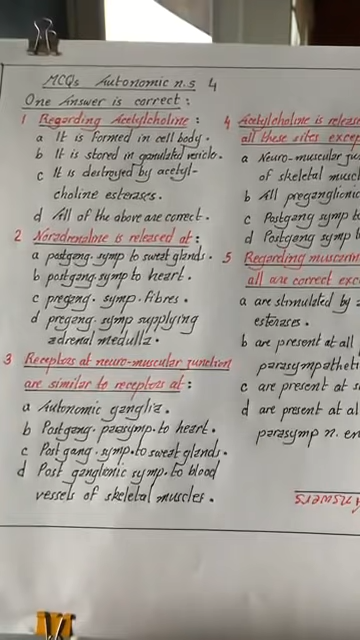 MCQs Autonomic n.s 4
One Answer is correct:
1 Regarding Acetylcholine:
a It is formed in cell body.
b It is stored in granulated vesicle.
c It is destroyed by acetyl-
choline esterases.
d All of the above are correct.
2 Noradrenaline is released at:
a postgang. symp to sweat glands.
b postgang. symp to heart.
c pregang. symp. fibres.
d pregang. symp supplying
adrenal medulla.
3 Receptors at neuro-muscular junction
are similar to receptors at:
a Autonomic ganglia.
b Postgang. parasymp. to heart.
c Postgang. symp. to sweat glands.
d Post ganglionic symp. to blood
vessels of skeletal muscles.
4 Acetylcholine is releas
all these sites excep
a Neuro-muscular ju
of skeletal musc
b All preganglionic
c Postgang symp t
d Postgang symp t
5 Regarding muscarin
all are correct exc
a are stimulated by
esterases.
b are present at all
parasympatheti
c are present at s
d are present at al
parasymp n. en
Answers